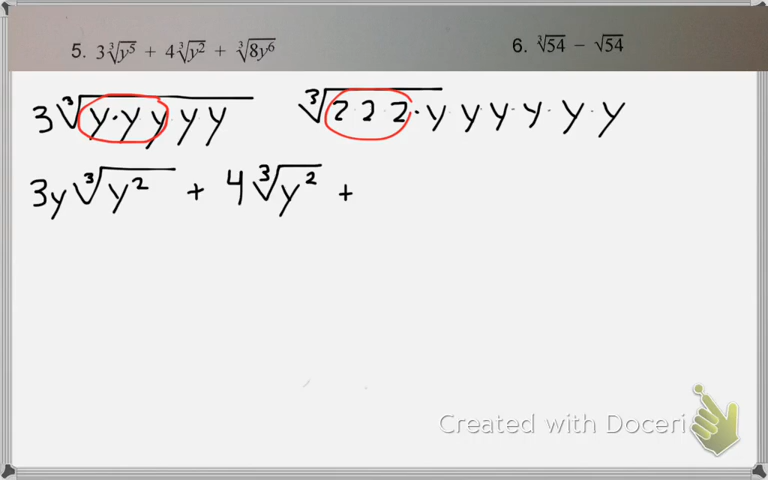 5. 3∛y⁵ + 4∛y² + ∛8y⁶ 6. ∛54 − √54
3∛y·y y y y ∛2 2 2·y y y y y y
3y∛y² + 4∛y² +
Created with Doceri